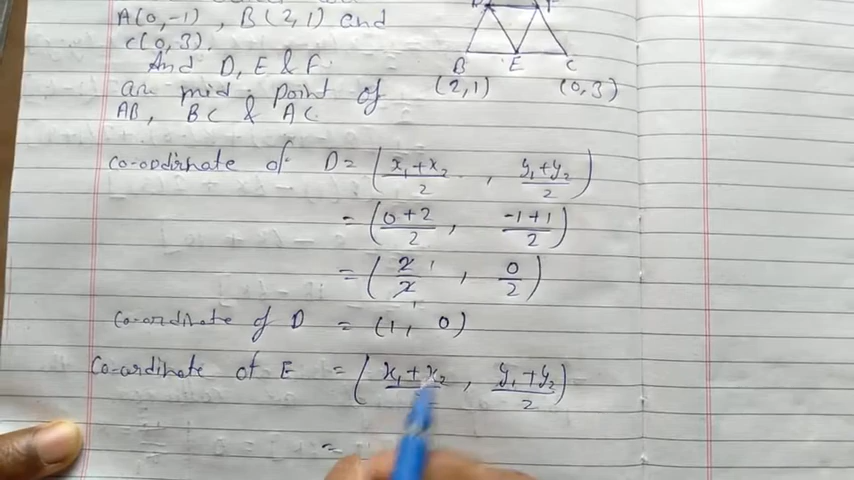 A(0,-1), B(2,1) and
C(0,3).
And D, E & F
are mid point of
AB, BC & AC
B E C
(2,1) (0,3)
co-oodirnate of D = (x₁+x₂/2 , y₁+y₂/2)
= (0+2/2, -1+1/2)
= (2/2 1, 0/2)
Co-ordinate of D = (1, 0)
Co-ordinate of E = (x₁+x₂, y₁+y₂/2)
=